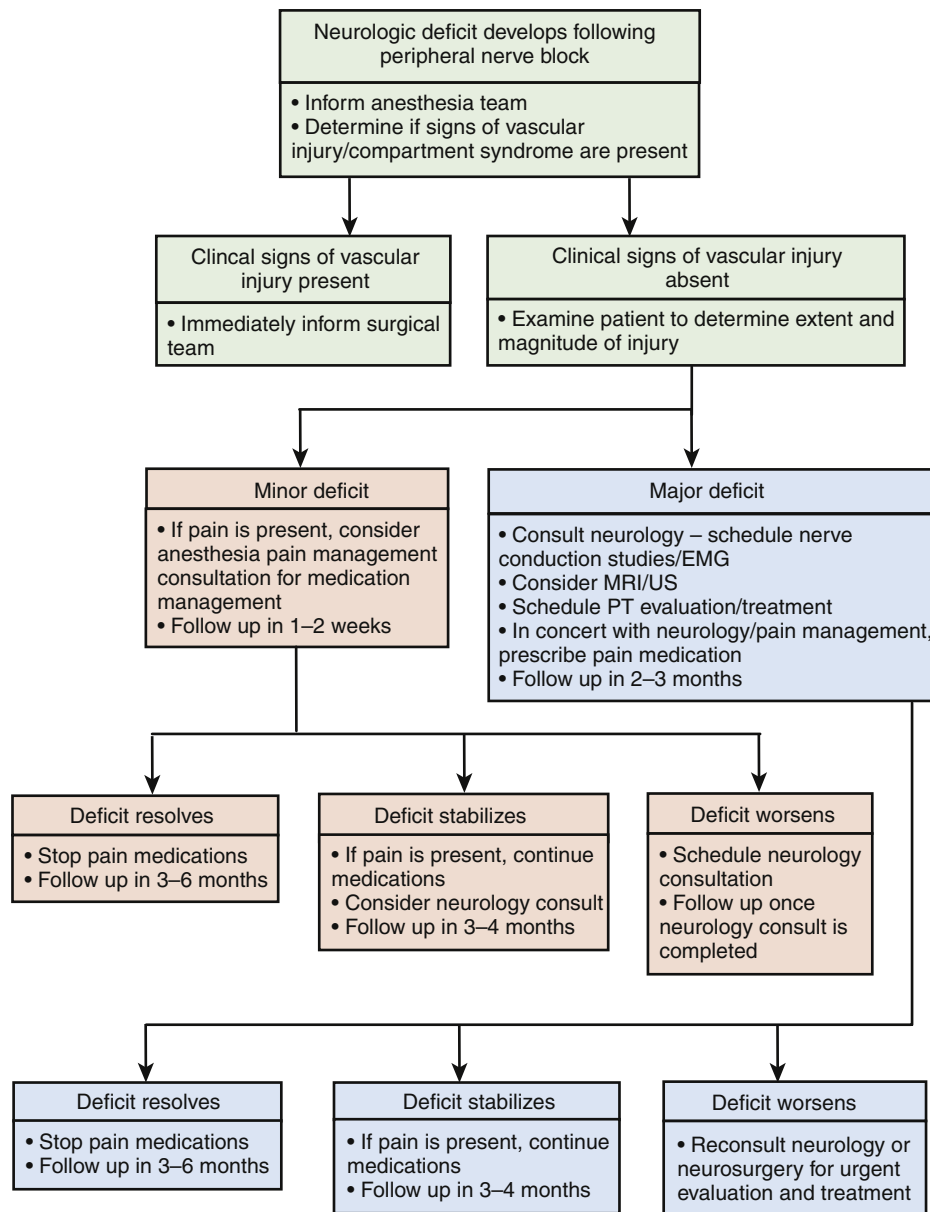 Neurologic deficit develops following
peripheral nerve block
• Inform anesthesia team
• Determine if signs of vascular
injury/compartment syndrome are present
Clincal signs of vascular
injury present
• Immediately inform surgical
team
Clinical signs of vascular injury
absent
• Examine patient to determine extent and
magnitude of injury
Minor deficit
• If pain is present, consider
anesthesia pain management
consultation for medication
management
• Follow up in 1–2 weeks
Major deficit
• Consult neurology – schedule nerve
conduction studies/EMG
• Consider MRI/US
• Schedule PT evaluation/treatment
• In concert with neurology/pain management,
prescribe pain medication
• Follow up in 2–3 months
Deficit resolves
• Stop pain medications
• Follow up in 3–6 months
Deficit stabilizes
• If pain is present, continue
medications
• Consider neurology consult
• Follow up in 3–4 months
Deficit worsens
• Schedule neurology
consultation
• Follow up once
neurology consult is
completed
Deficit resolves
• Stop pain medications
• Follow up in 3–6 months
Deficit stabilizes
• If pain is present, continue
medications
• Follow up in 3–4 months
Deficit worsens
• Reconsult neurology or
neurosurgery for urgent
evaluation and treatment